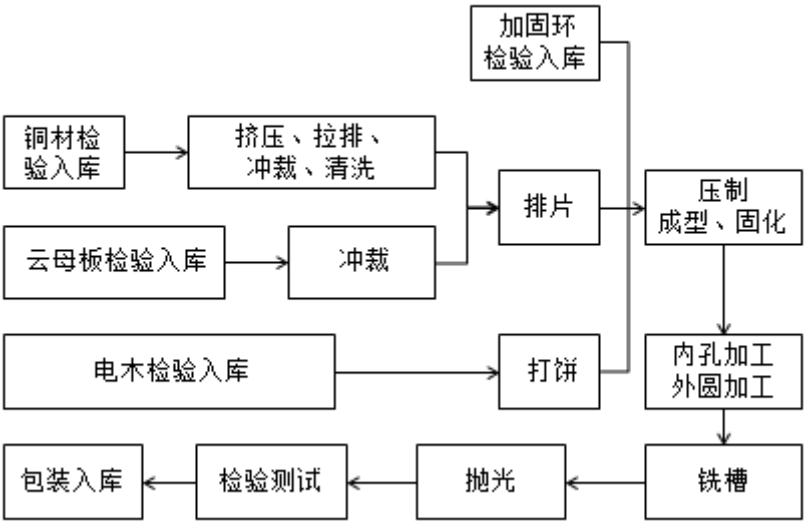 加固环
检验入库
铜材检
验入库
挤压、拉排、
冲裁、清洗
排片
压制
成型、固化
云母板检验入库
冲裁
电木检验入库
打饼
内孔加工
外圆加工
包装入库
检验测试
抛光
铣槽